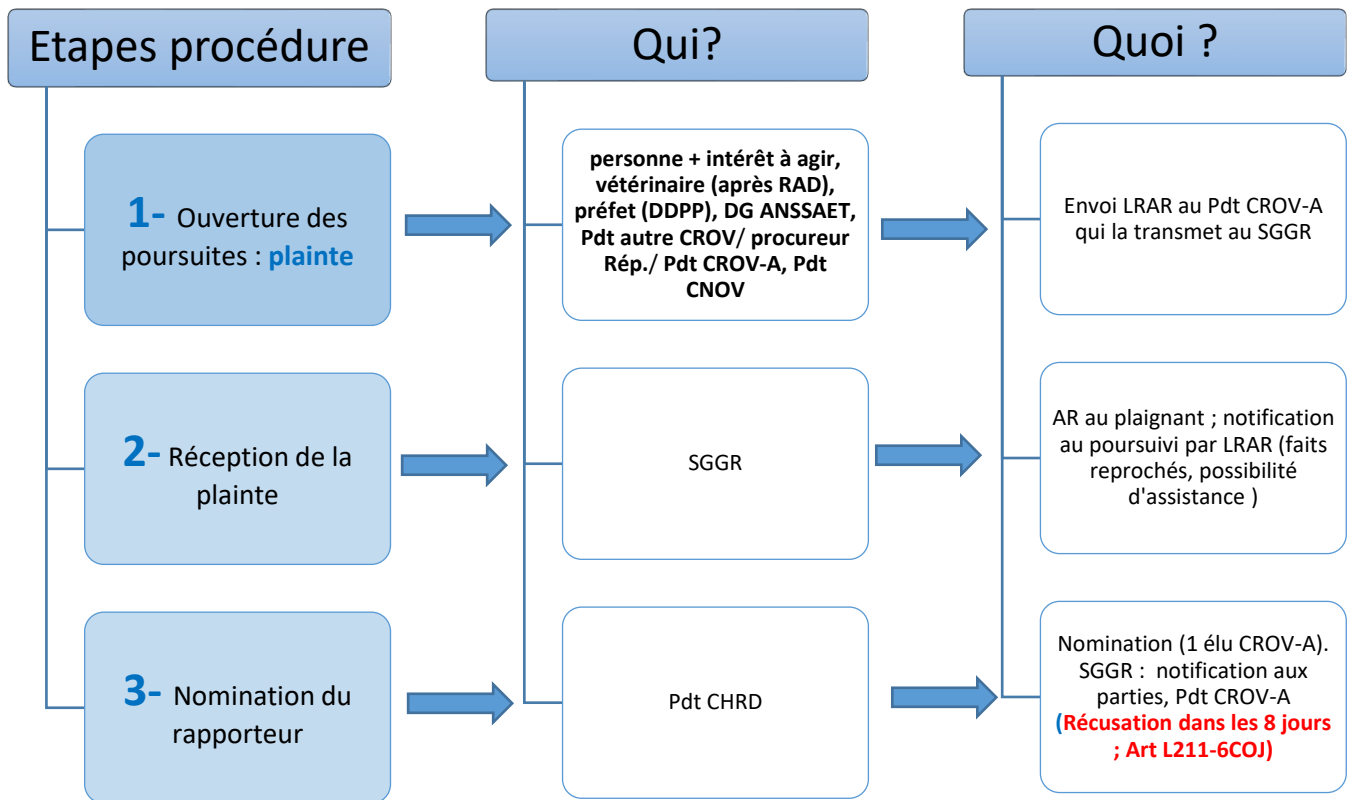 Etapes procédure
Qui?
Quoi ?
1- Ouverture des
poursuites : plainte
personne + intérêt à agir,
vétérinaire (après RAD),
préfet (DDPP), DG ANSSAET,
Pdt autre CROV/ procureur
Rép./ Pdt CROV-A, Pdt
CNOV
Envoi LRAR au Pdt CROV-A
qui la transmet au SGGR
2- Réception de la
plainte
SGGR
AR au plaignant ; notification
au poursuivi par LRAR (faits
reprochés, possibilité
d'assistance )
3- Nomination du
rapporteur
Pdt CHRD
Nomination (1 élu CROV-A).
SGGR : notification aux
parties, Pdt CROV-A
(Récusation dans les 8 jours
; Art L211-6COJ)